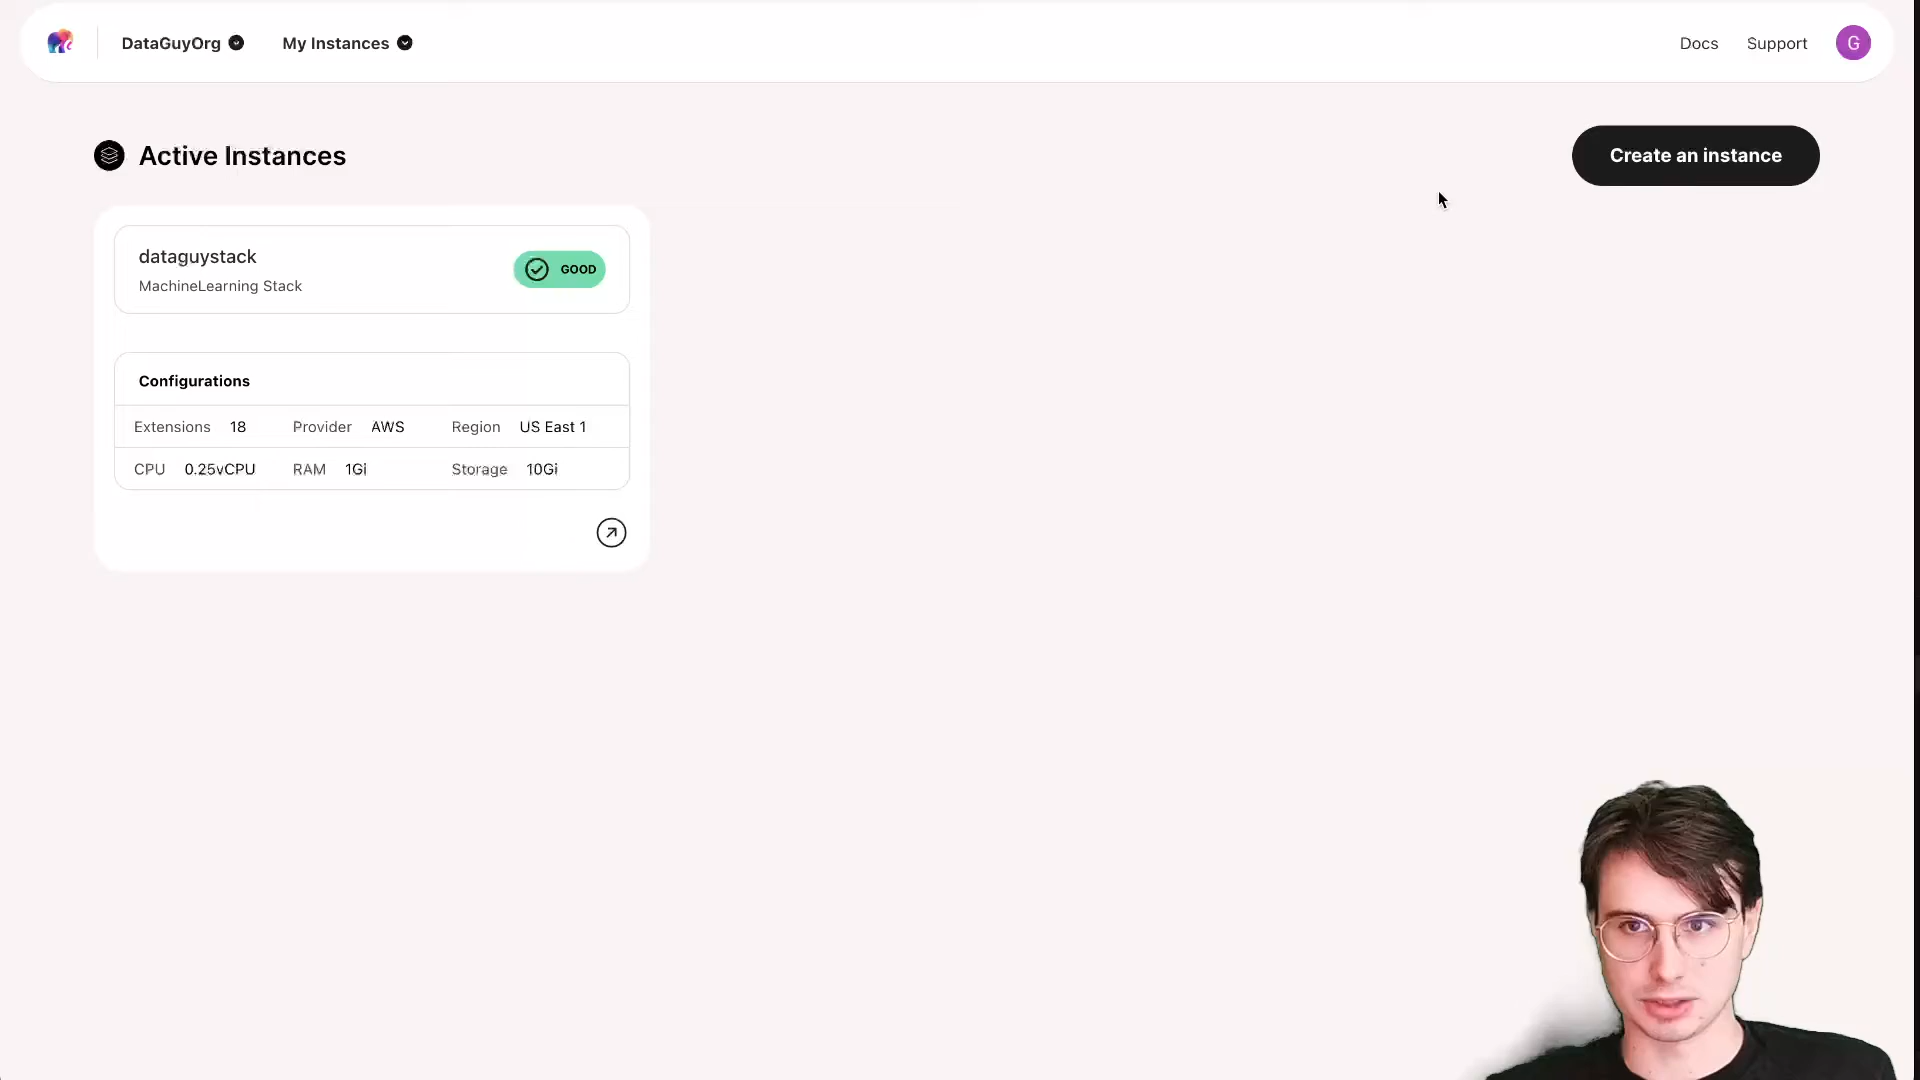 DataGuyOrg My Instances Docs Support G
Active Instances Create an instance
dataguystack
MachineLearning Stack
GOOD
Configurations
Extensions 18 Provider AWS Region US East 1
CPU 0.25vCPU RAM 1Gi Storage 10Gi